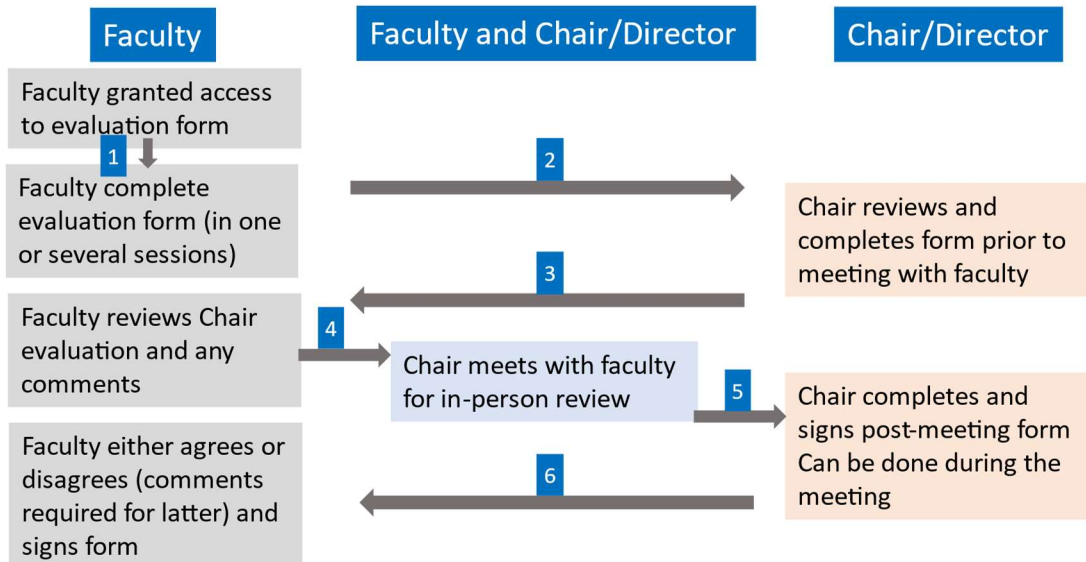 Faculty
Faculty and Chair/Director
Chair/Director
Faculty granted access
to evaluation form
1
Faculty complete
evaluation form (in one
or several sessions)
2
Chair reviews and
completes form prior to
meeting with faculty
3
Faculty reviews Chair
evaluation and any
comments
4
Chair meets with faculty
for in-person review
5
Chair completes and
signs post-meeting form
Can be done during the
meeting
6
Faculty either agrees or
disagrees (comments
required for latter) and
signs form